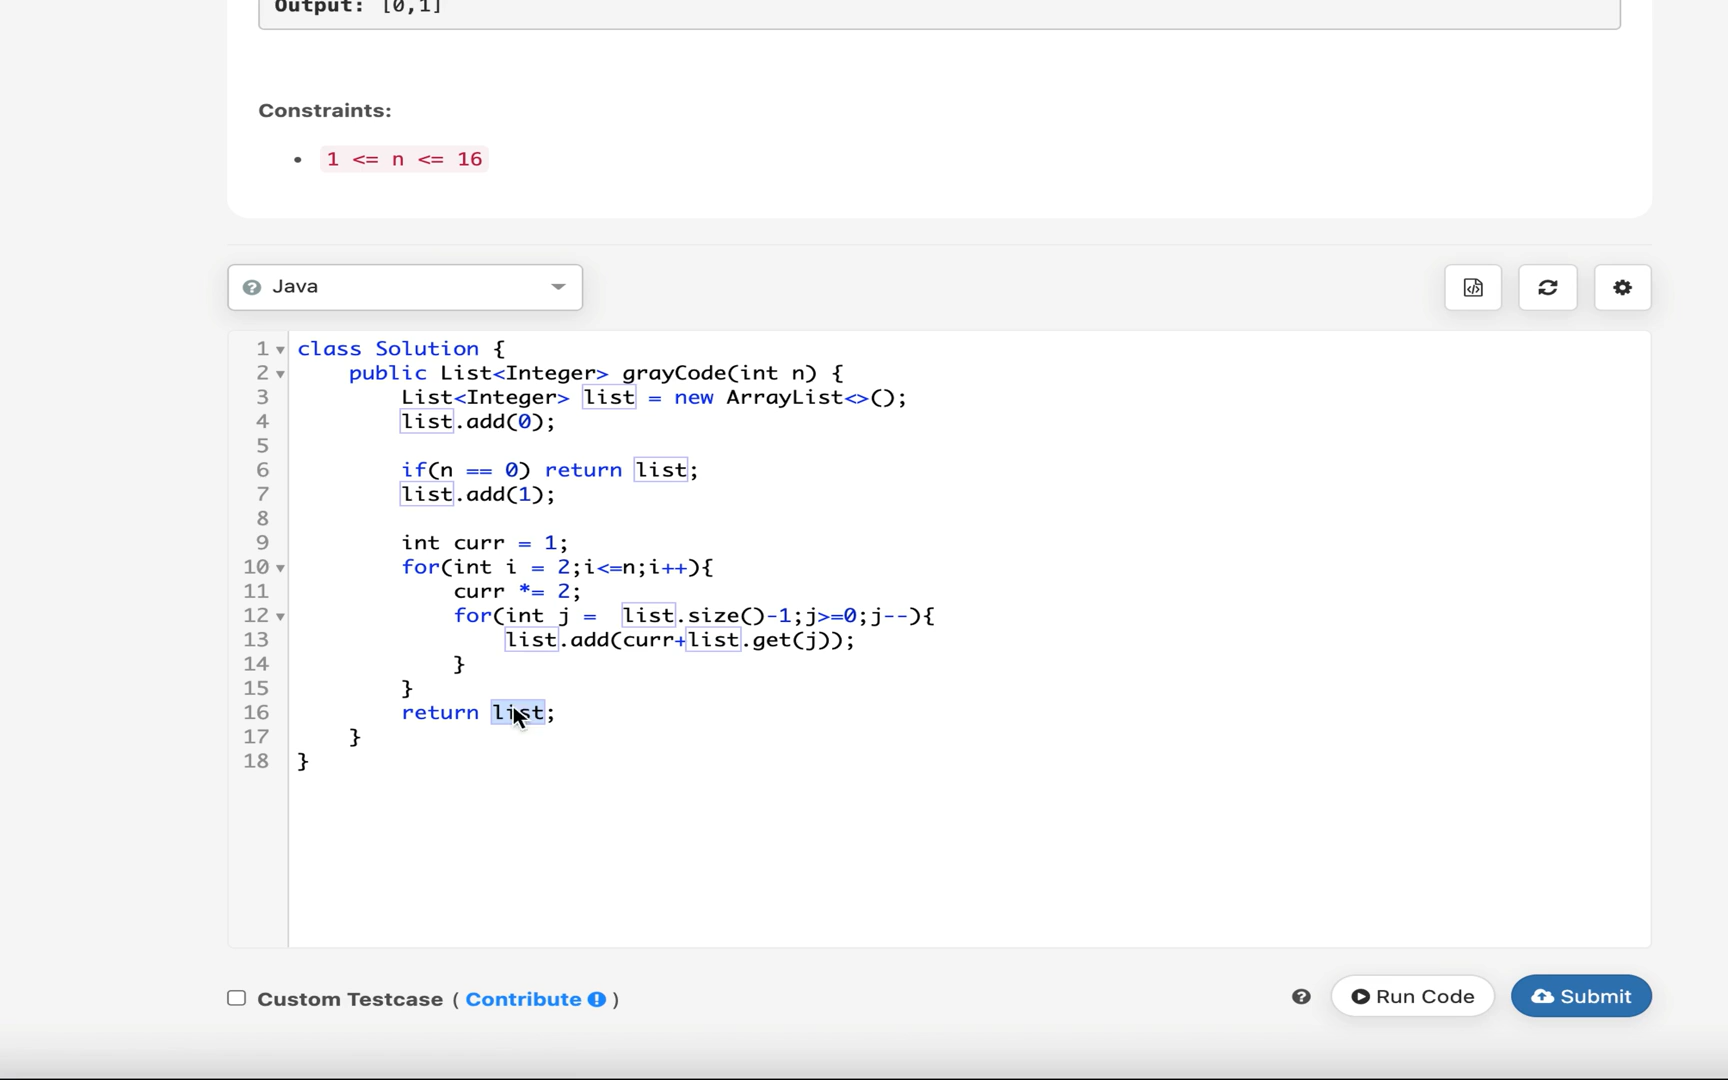 Output: [0,1]
Constraints:
• 1 <= n <= 16
Java
1 class Solution {
2     public List<Integer> grayCode(int n) {
3         List<Integer> list = new ArrayList<>();
4         list.add(0);
5
6         if(n == 0) return list;
7         list.add(1);
8
9         int curr = 1;
10         for(int i = 2;i<=n;i++){
11             curr *= 2;
12             for(int j =  list.size()-1;j>=0;j--){
13                 list.add(curr+list.get(j));
14             }
15         }
16         return list;
17     }
18 }
Custom Testcase ( Contribute )
Run Code
Submit